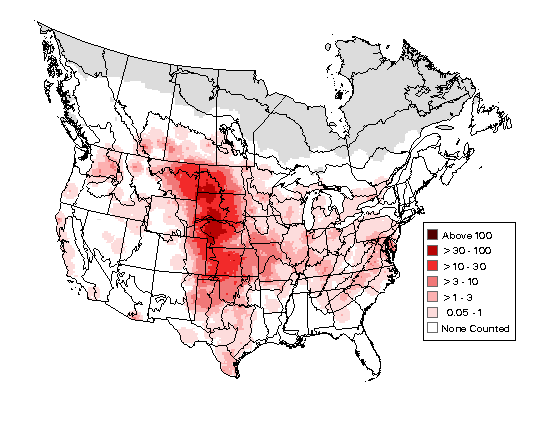 Above 100
>30 - 100
>10 - 30
>3 - 10
>1 - 3
0.05 - 1
None Counted